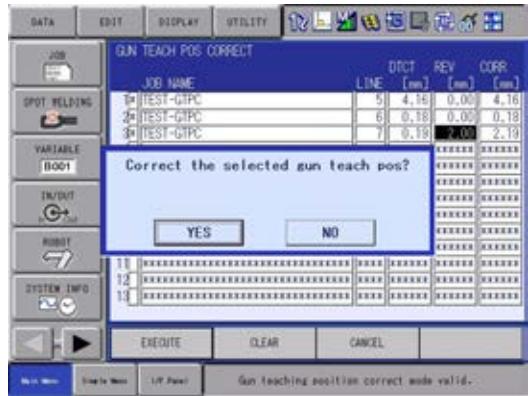 DATA EDIT DISPLAY UTILITY
GUN TEACH POS CORRECT
DTCT REV CORR
JOB NAME LINE [mm] [mm] [mm]
1* TEST-GTPC 5 4.16 0.00 4.16
2* TEST-GTPC 6 0.18 0.00 0.18
3* TEST-GTPC 7 0.19 2.00 2.19
JOB
SPOT WELDING
VARIABLE
B001
IN/OUT
ROBOT
SYSTEM INFO
Correct the selected gun teach pos?
YES NO
11
12
13
EXECUTE CLEAR CANCEL
Main Menu Simple Menu I/F Panel Gun teaching position correct mode valid.